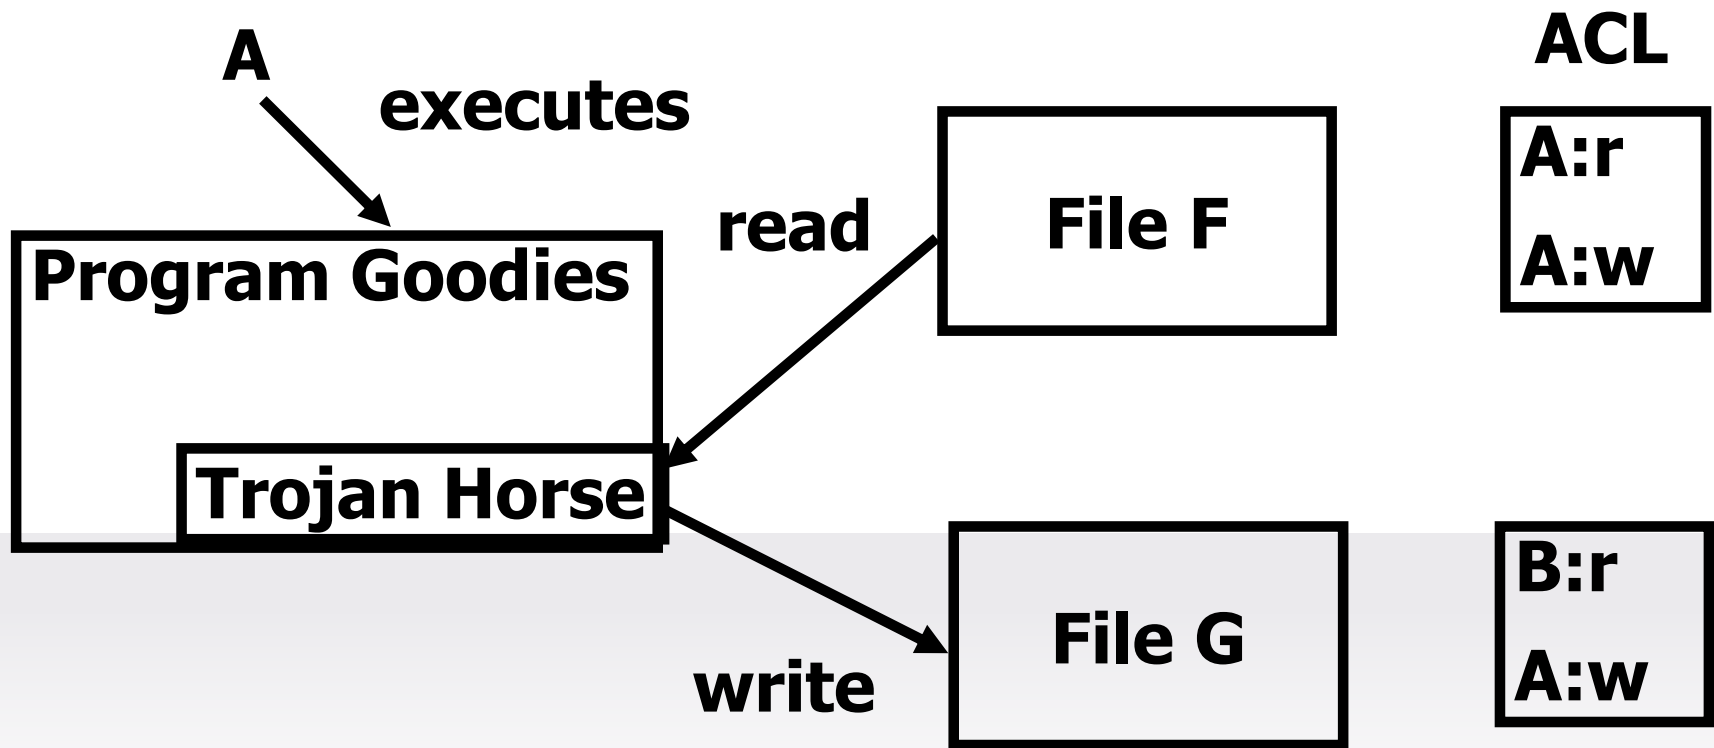 A
executes
ACL
Program Goodies
read
File F
A:r
A:w
Trojan Horse
write
File G
B:r
A:w